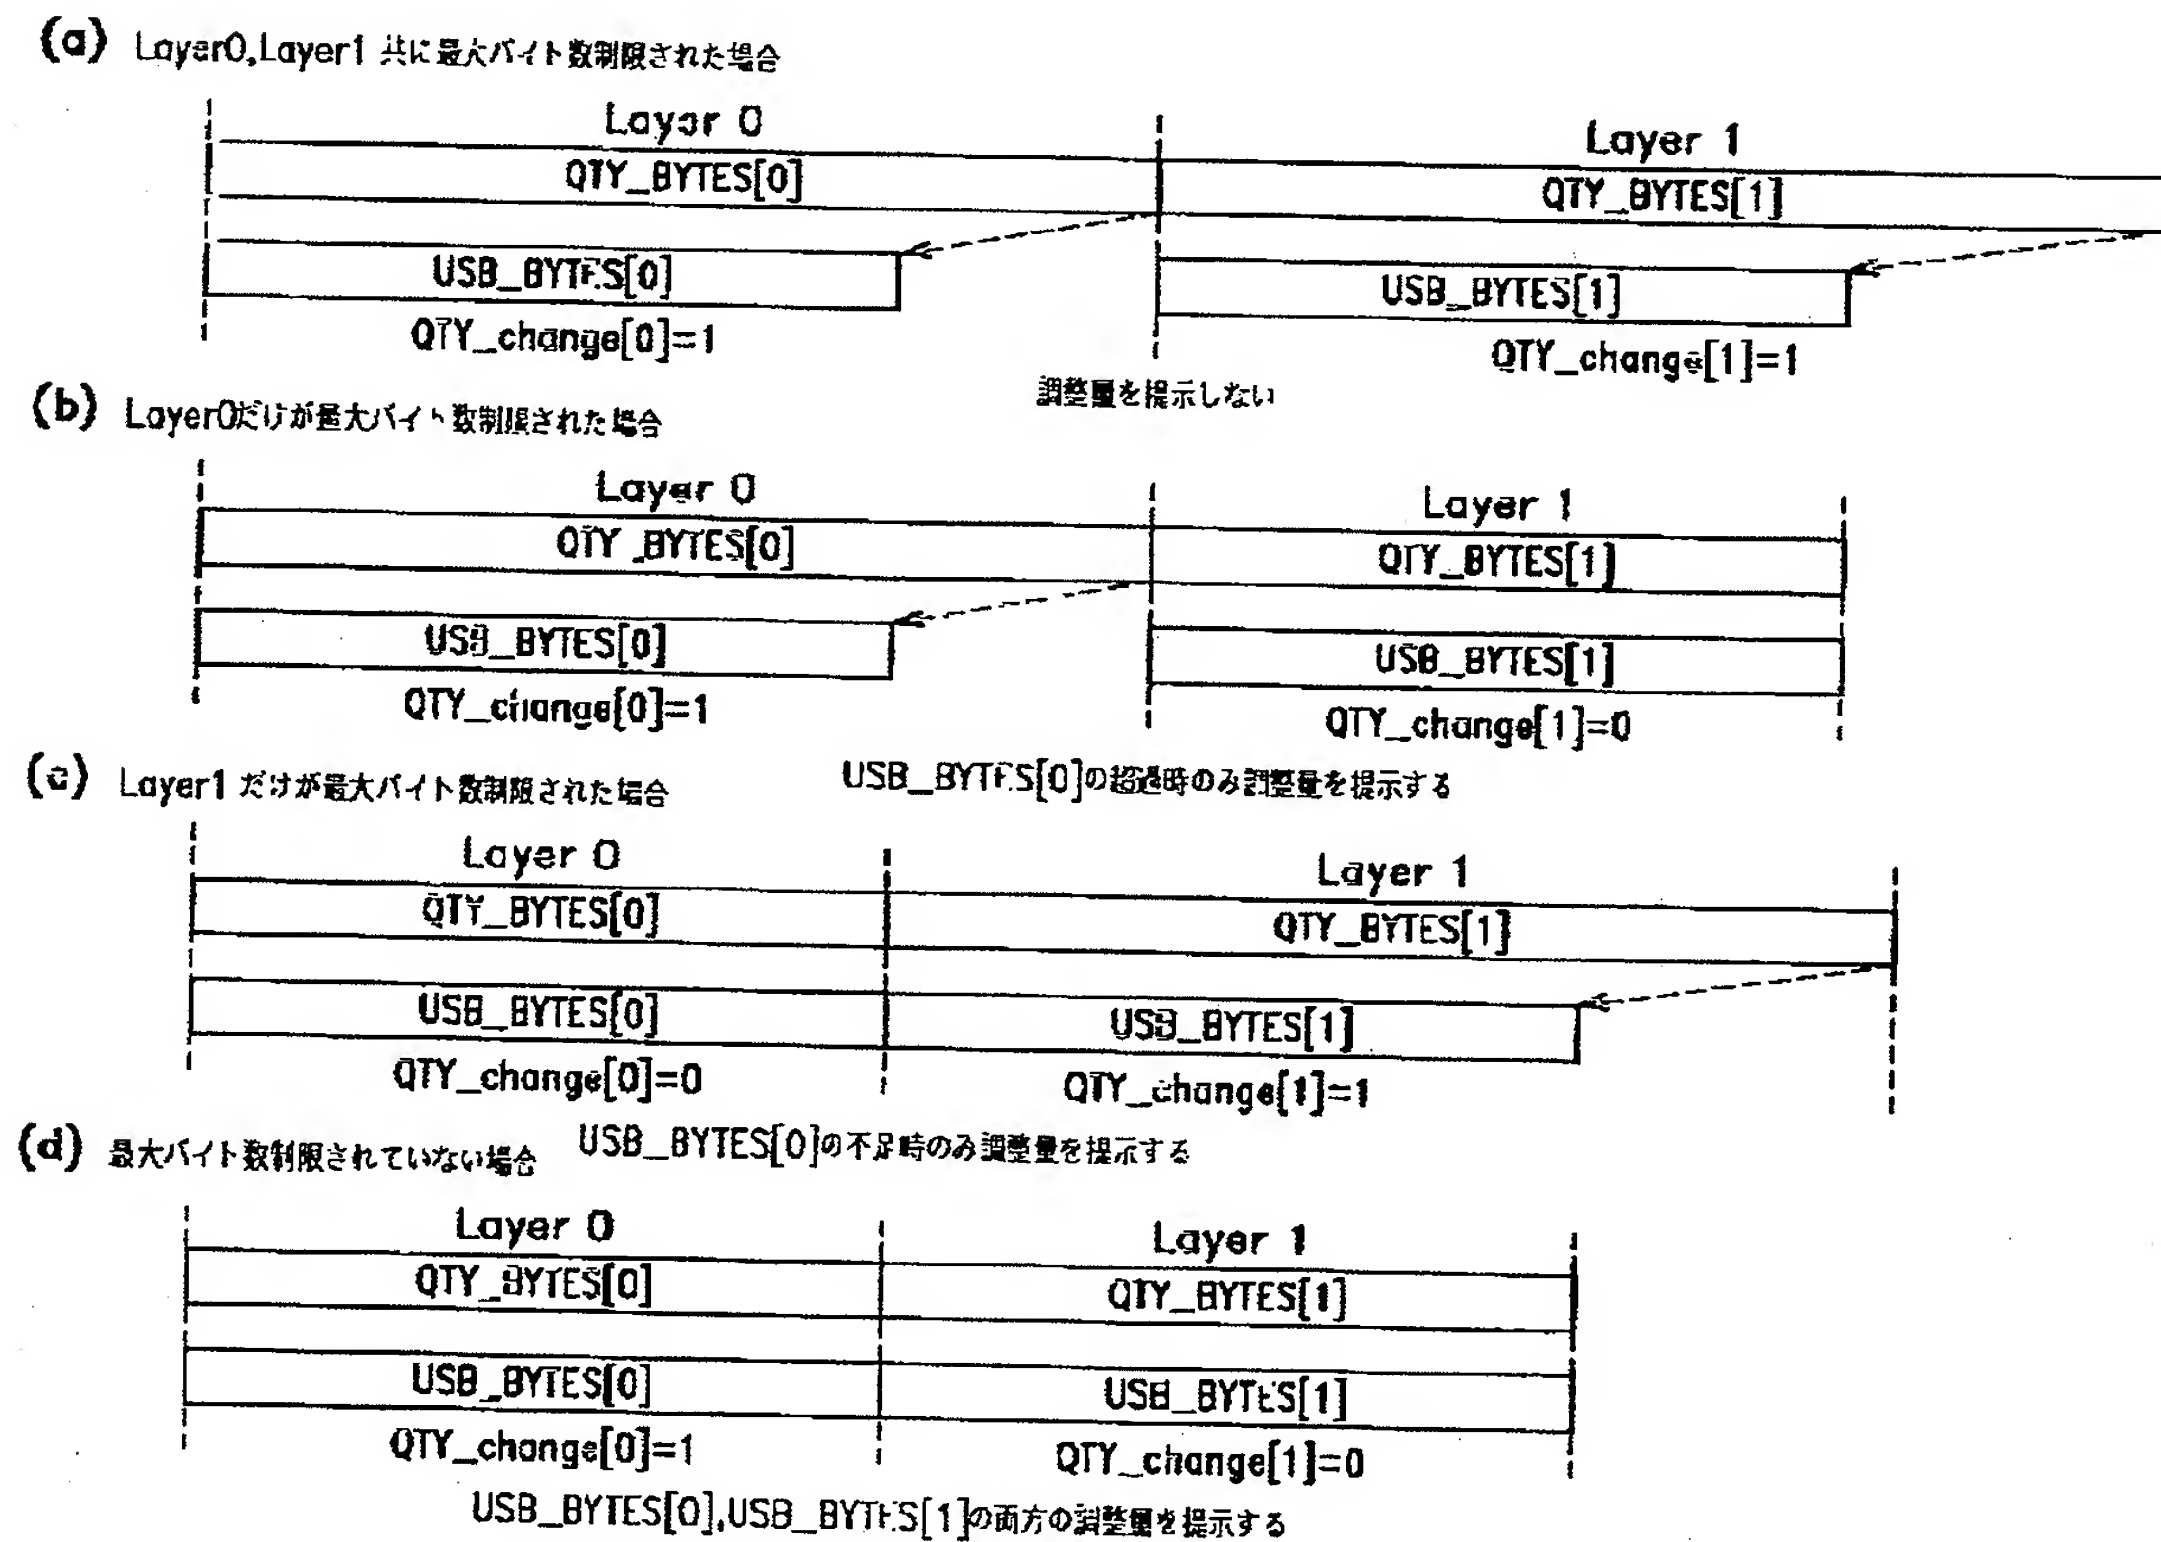 (a) Layer0,Layer1 共に最大バイト数制限された場合
Layer 0
Layer 1
QTY_BYTES[0]
QTY_BYTES[1]
USB_BYTES[0]
USB_BYTES[1]
QTY_change[0]=1
QTY_change[1]=1
調整量を提示しない
(b) Layer0だけが最大バイト数制限された場合
Layer 0
Layer 1
QTY_BYTES[0]
QTY_BYTES[1]
USB_BYTES[0]
USB_BYTES[1]
QTY_change[0]=1
QTY_change[1]=0
USB_BYTES[0]の超過時のみ調整量を提示する
(c) Layer1 だけが最大バイト数制限された場合
Layer 0
Layer 1
QTY_BYTES[0]
QTY_BYTES[1]
USB_BYTES[0]
USB_BYTES[1]
QTY_change[0]=0
QTY_change[1]=1
USB_BYTES[0]の不足時のみ調整量を提示する
(d) 最大バイト数制限されていない場合
Layer 0
Layer 1
QTY_BYTES[0]
QTY_BYTES[1]
USB_BYTES[0]
USB_BYTES[1]
QTY_change[0]=1
QTY_change[1]=0
USB_BYTES[0],USB_BYTES[1]の両方の調整量を提示する